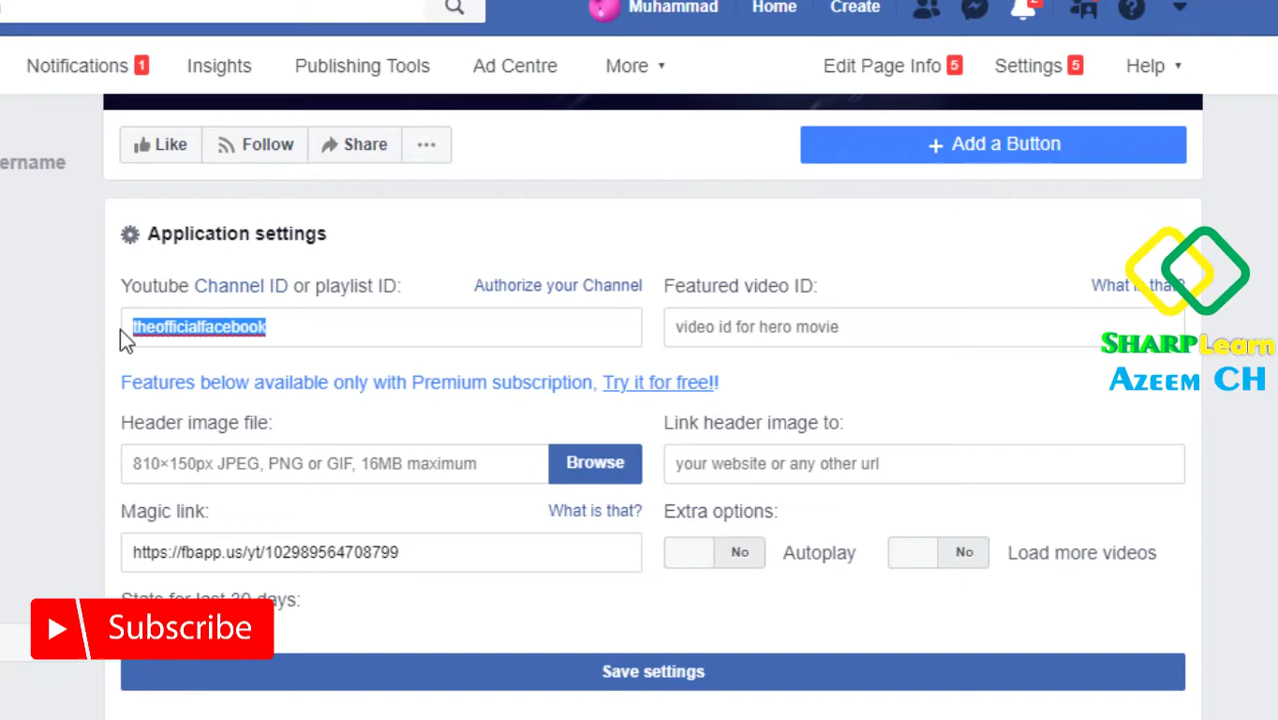 Muhammad Home Create
Notifications 1 Insights Publishing Tools Ad Centre More Edit Page Info 5 Settings 5 Help
ername
Like Follow Share ... + Add a Button
Application settings
Youtube Channel ID or playlist ID: Authorize your Channel Featured video ID: What is that?
theofficialfacebook video id for hero movie
SHARPLearn
Azeem CH
Features below available only with Premium subscription, Try it for free!!
Header image file: Link header image to:
810×150px JPEG, PNG or GIF, 16MB maximum Browse your website or any other url
Magic link: What is that? Extra options:
https://fbapp.us/yt/102989564708799 No Autoplay No Load more videos
days:
Subscribe
Save settings